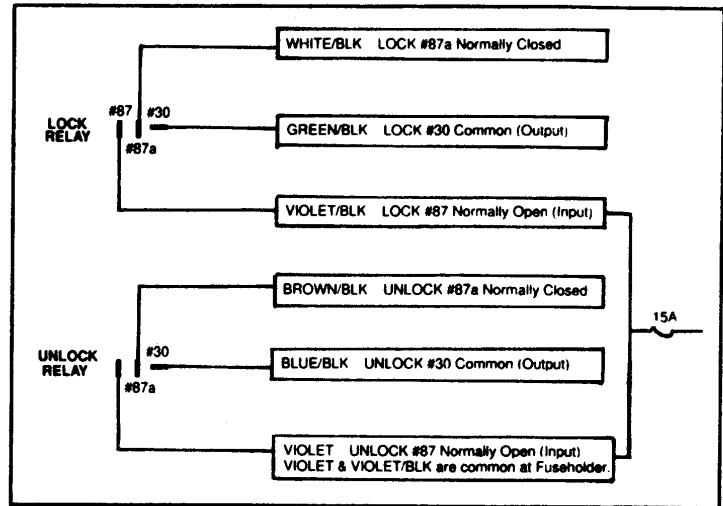 WHITE/BLK LOCK #87a Normally Closed
#87
#30
LOCK
RELAY
#87a
GREEN/BLK LOCK #30 Common (Output)
VIOLET/BLK LOCK #87 Normally Open (Input)
BROWN/BLK UNLOCK #87a Normally Closed
15A
#30
UNLOCK
RELAY
#87a
BLUE/BLK UNLOCK #30 Common (Output)
VIOLET UNLOCK #87 Normally Open (Input)
VIOLET & VIOLET/BLK are common at Fuseholder.